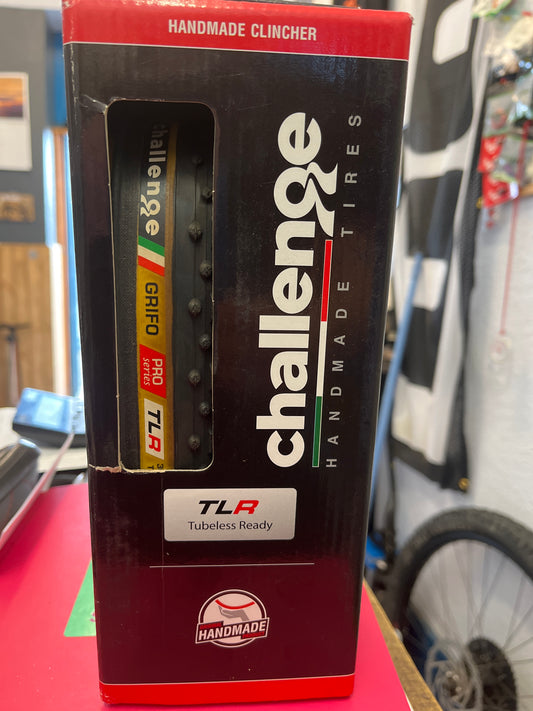 HANDMADE CLINCHER
challenge
GRIFO
PRO
series
TLR
challenge
HANDMADE TIRES
TLR
Tubeless Ready
HANDMADE